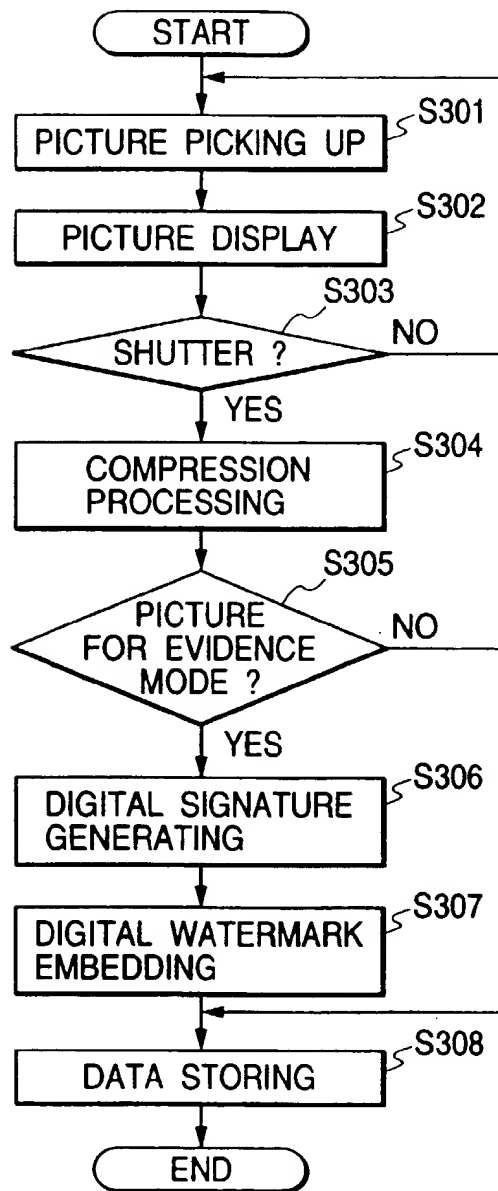 START
PICTURE PICKING UP
S301
PICTURE DISPLAY
S302
S303
SHUTTER ?
NO
YES
COMPRESSION
PROCESSING
S304
S305
PICTURE
FOR EVIDENCE
MODE ?
NO
YES
DIGITAL SIGNATURE
GENERATING
S306
DIGITAL WATERMARK
EMBEDDING
S307
DATA STORING
S308
END